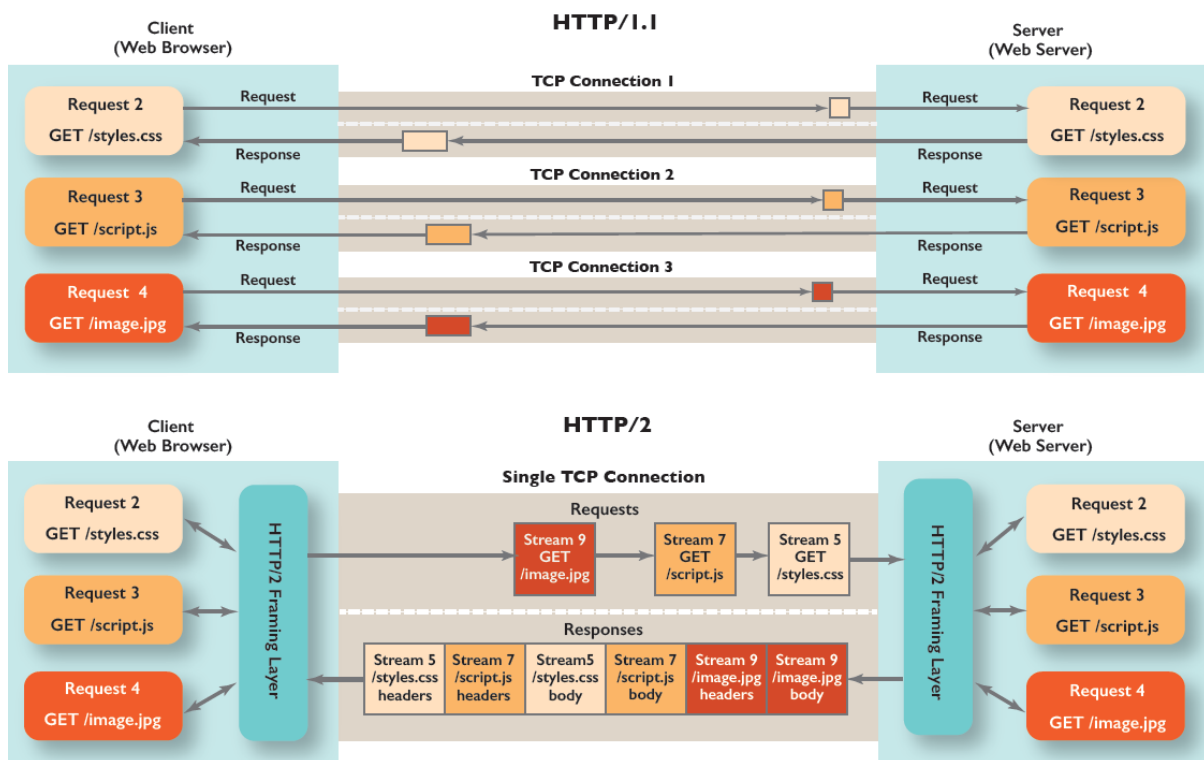 HTTP/1.1
Client
(Web Browser)
Server
(Web Server)
TCP Connection 1
Request 2
GET /styles.css
Request
Request
Response
Response
Request 2
GET /styles.css
TCP Connection 2
Request 3
GET /script.js
Request
Request
Response
Response
Request 3
GET /script.js
TCP Connection 3
Request 4
GET /image.jpg
Request
Request
Response
Response
Request 4
GET /image.jpg
HTTP/2
Client
(Web Browser)
Server
(Web Server)
Single TCP Connection
Request 2
GET /styles.css
Request 3
GET /script.js
Request 4
GET /image.jpg
HTTP/2 Framing Layer
Requests
Stream 9
GET
/image.jpg
Stream 7
GET
/script.js
Stream 5
GET
/styles.css
Responses
Stream 5
/styles.css
headers
Stream 7
/script.js
headers
Stream5
/styles.css
body
Stream 7
/script.js
body
Stream 9
/image.jpg
headers
Stream 9
/image.jpg
body
HTTP/2 Framing Layer
Request 2
GET /styles.css
Request 3
GET /script.js
Request 4
GET /image.jpg